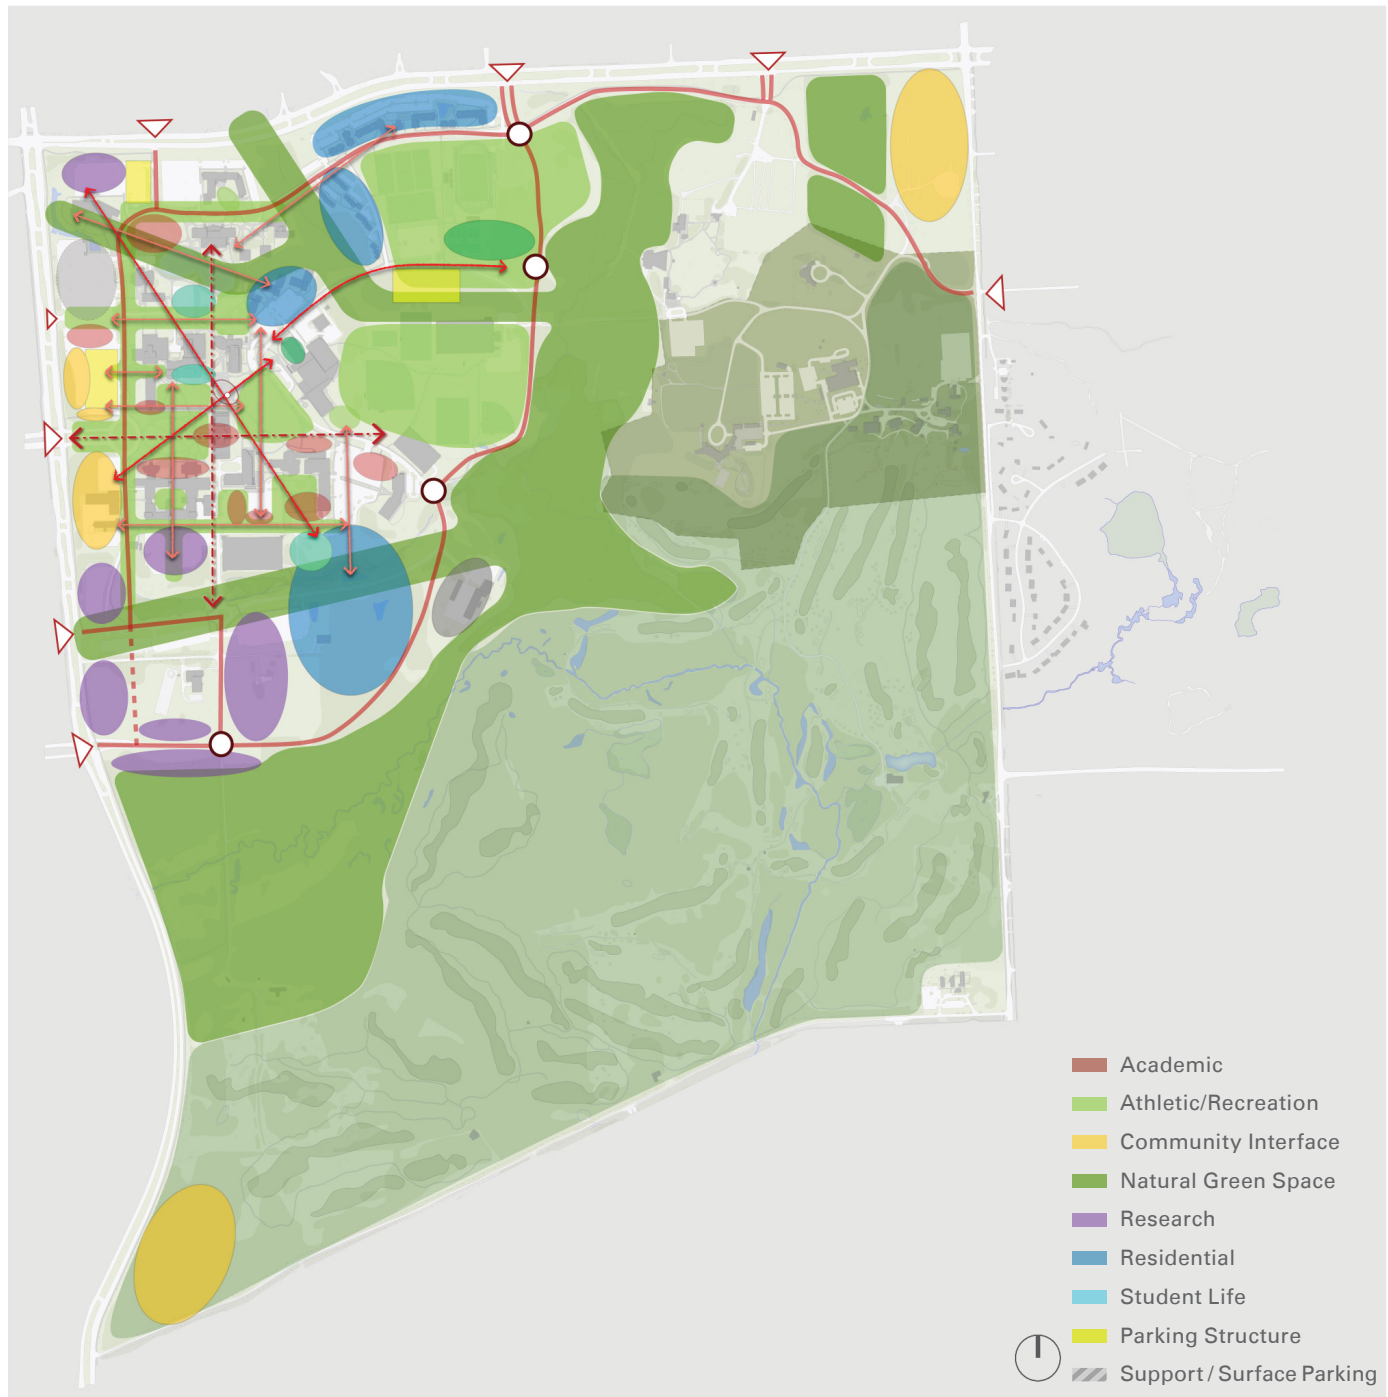 Academic
Athletic/Recreation
Community Interface
Natural Green Space
Research
Residential
Student Life
Parking Structure
Support / Surface Parking